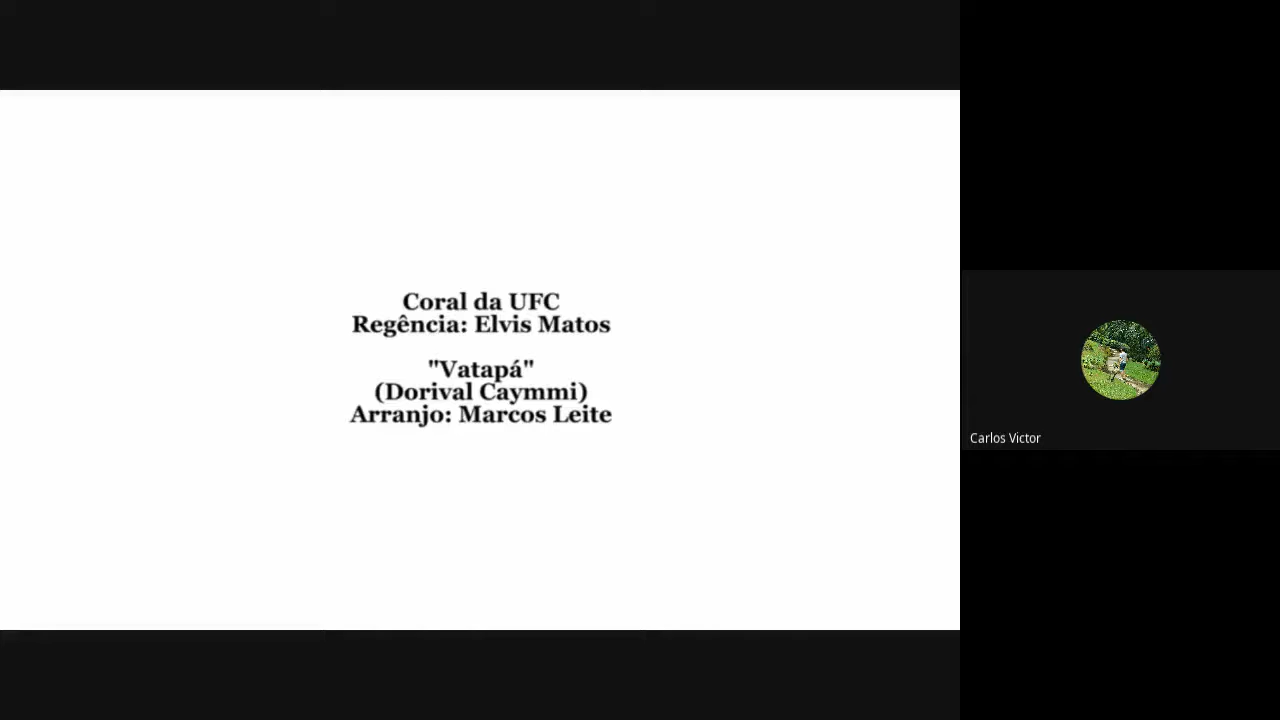 Coral da UFC
Regência: Elvis Matos
"Vatapá"
(Dorival Caymmi)
Arranjo: Marcos Leite
Carlos Victor